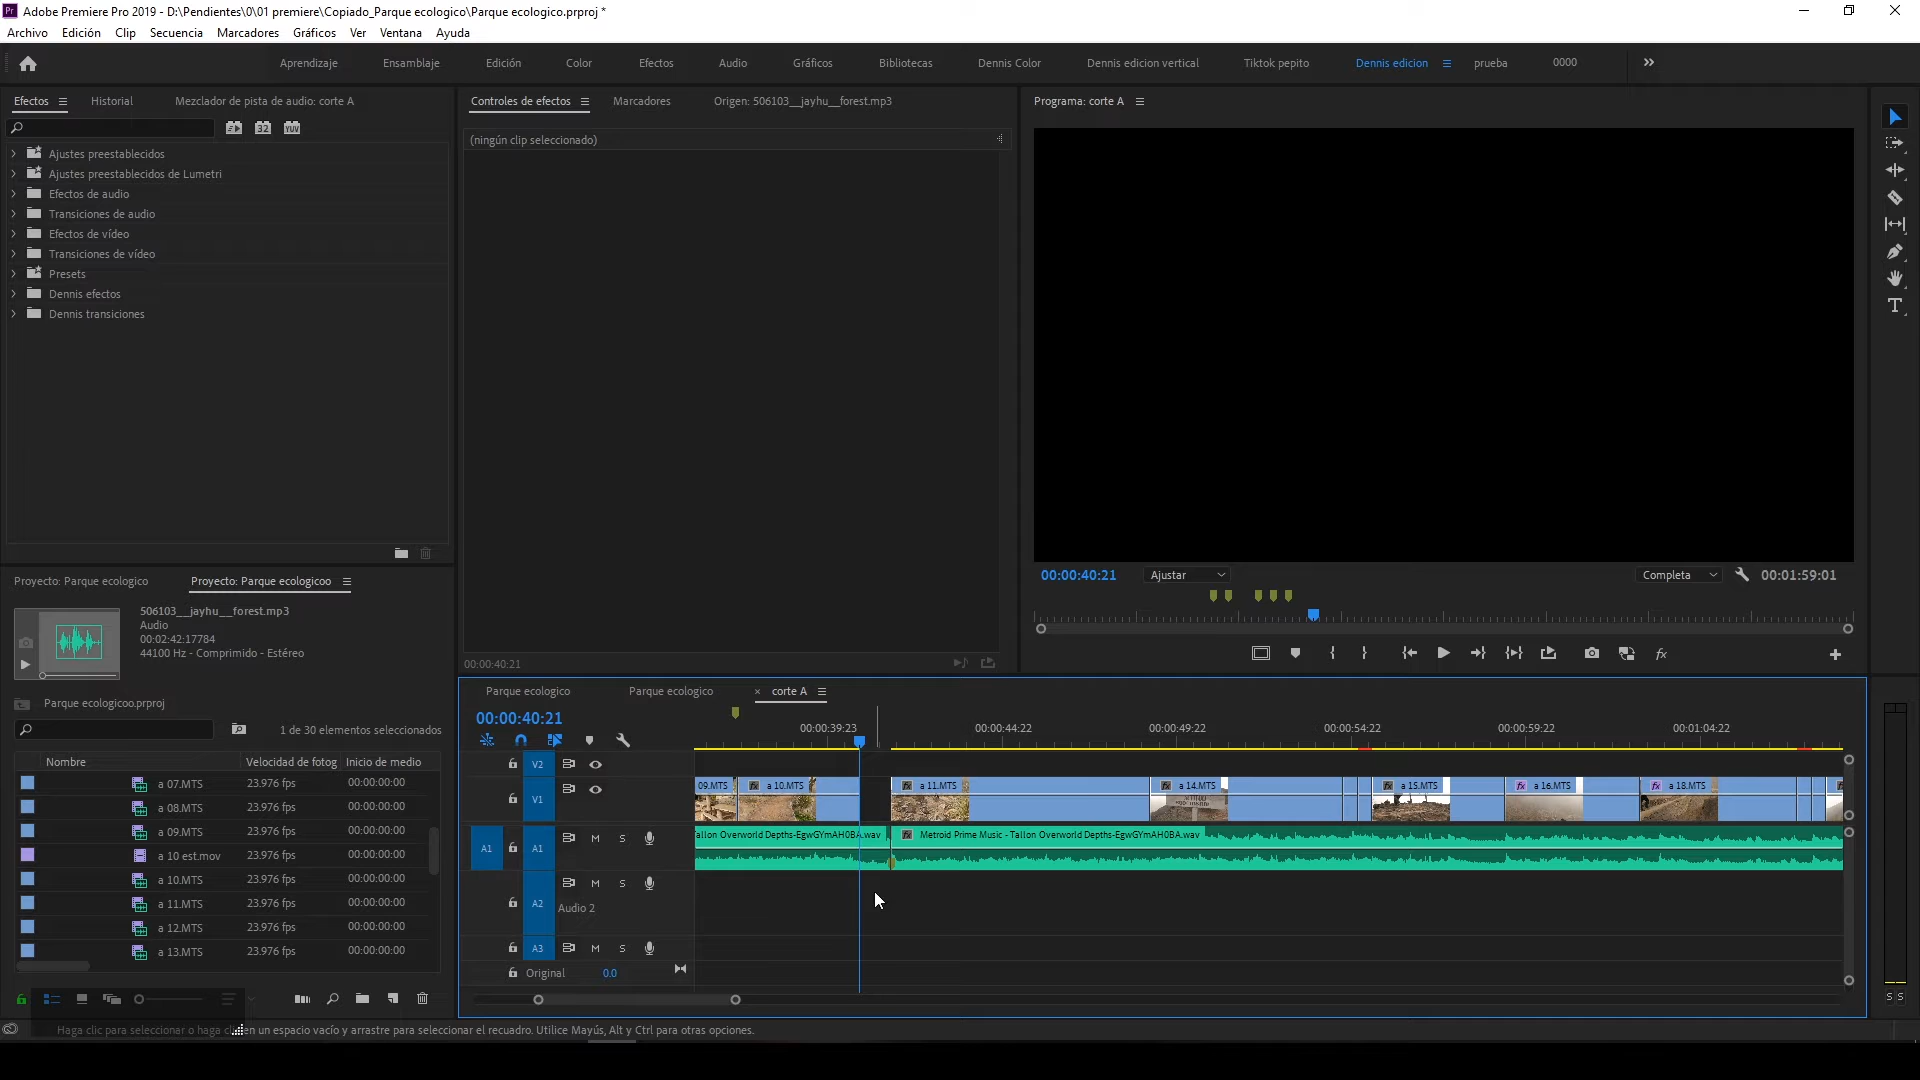 Adobe Premiere Pro 2019 - D:\Pendientes\0\01 premiere\Copiado_Parque ecologico\Parque ecologico.prproj *
Archivo Edición Clip Secuencia Marcadores Gráficos Ver Ventana Ayuda
Aprendizaje Ensamblaje Edición Color Efectos Audio Gráficos Bibliotecas Dennis Color Dennis edicion vertical Tiktok pepito Dennis edicion prueba 0000
Efectos Historial Mezclador de pista de audio: corte A
Ajustes preestablecidos
Ajustes preestablecidos de Lumetri
Efectos de audio
Transiciones de audio
Efectos de vídeo
Transiciones de vídeo
Presets
Dennis efectos
Dennis transiciones
Controles de efectos Marcadores Origen: 506103__jayhu__forest.mp3
(ningún clip seleccionado)
00:00:40:21
Programa: corte A
00:00:40:21 Ajustar Completa 00:01:59:01
Proyecto: Parque ecologico Proyecto: Parque ecologicoo
506103__jayhu__forest.mp3
Audio
00:02:42:17784
44100 Hz - Comprimido - Estéreo
Parque ecologicoo.prproj
1 de 30 elementos seleccionados
Nombre Velocidad de fotog Inicio de medio
a 07.MTS 23.976 fps 00:00:00:00
a 08.MTS 23.976 fps 00:00:00:00
a 09.MTS 23.976 fps 00:00:00:00
a 10 est.mov 23.976 fps 00:00:00:00
a 10.MTS 23.976 fps 00:00:00:00
a 11.MTS 23.976 fps 00:00:00:00
a 12.MTS 23.976 fps 00:00:00:00
a 13.MTS 23.976 fps 00:00:00:00
Parque ecologico Parque ecologico × corte A
00:00:40:21
00:00:39:23 00:00:44:22 00:00:49:22 00:00:54:22 00:00:59:22 00:01:04:22
V2
V1 09.MTS a 10.MTS a 11.MTS a 14.MTS a 15.MTS a 16.MTS a 18.MTS
A1 A1 M S allon Overworld Depths-EgwGYmAH0BA.wav Metroid Prime Music - Tallon Overworld Depths-EgwGYmAH0BA.wav
A2 M S
Audio 2
A3 M S
Original 0.0
S S
Haga clic para seleccionar o haga clic en un espacio vacío y arrastre para seleccionar el recuadro. Utilice Mayús, Alt y Ctrl para otras opciones.